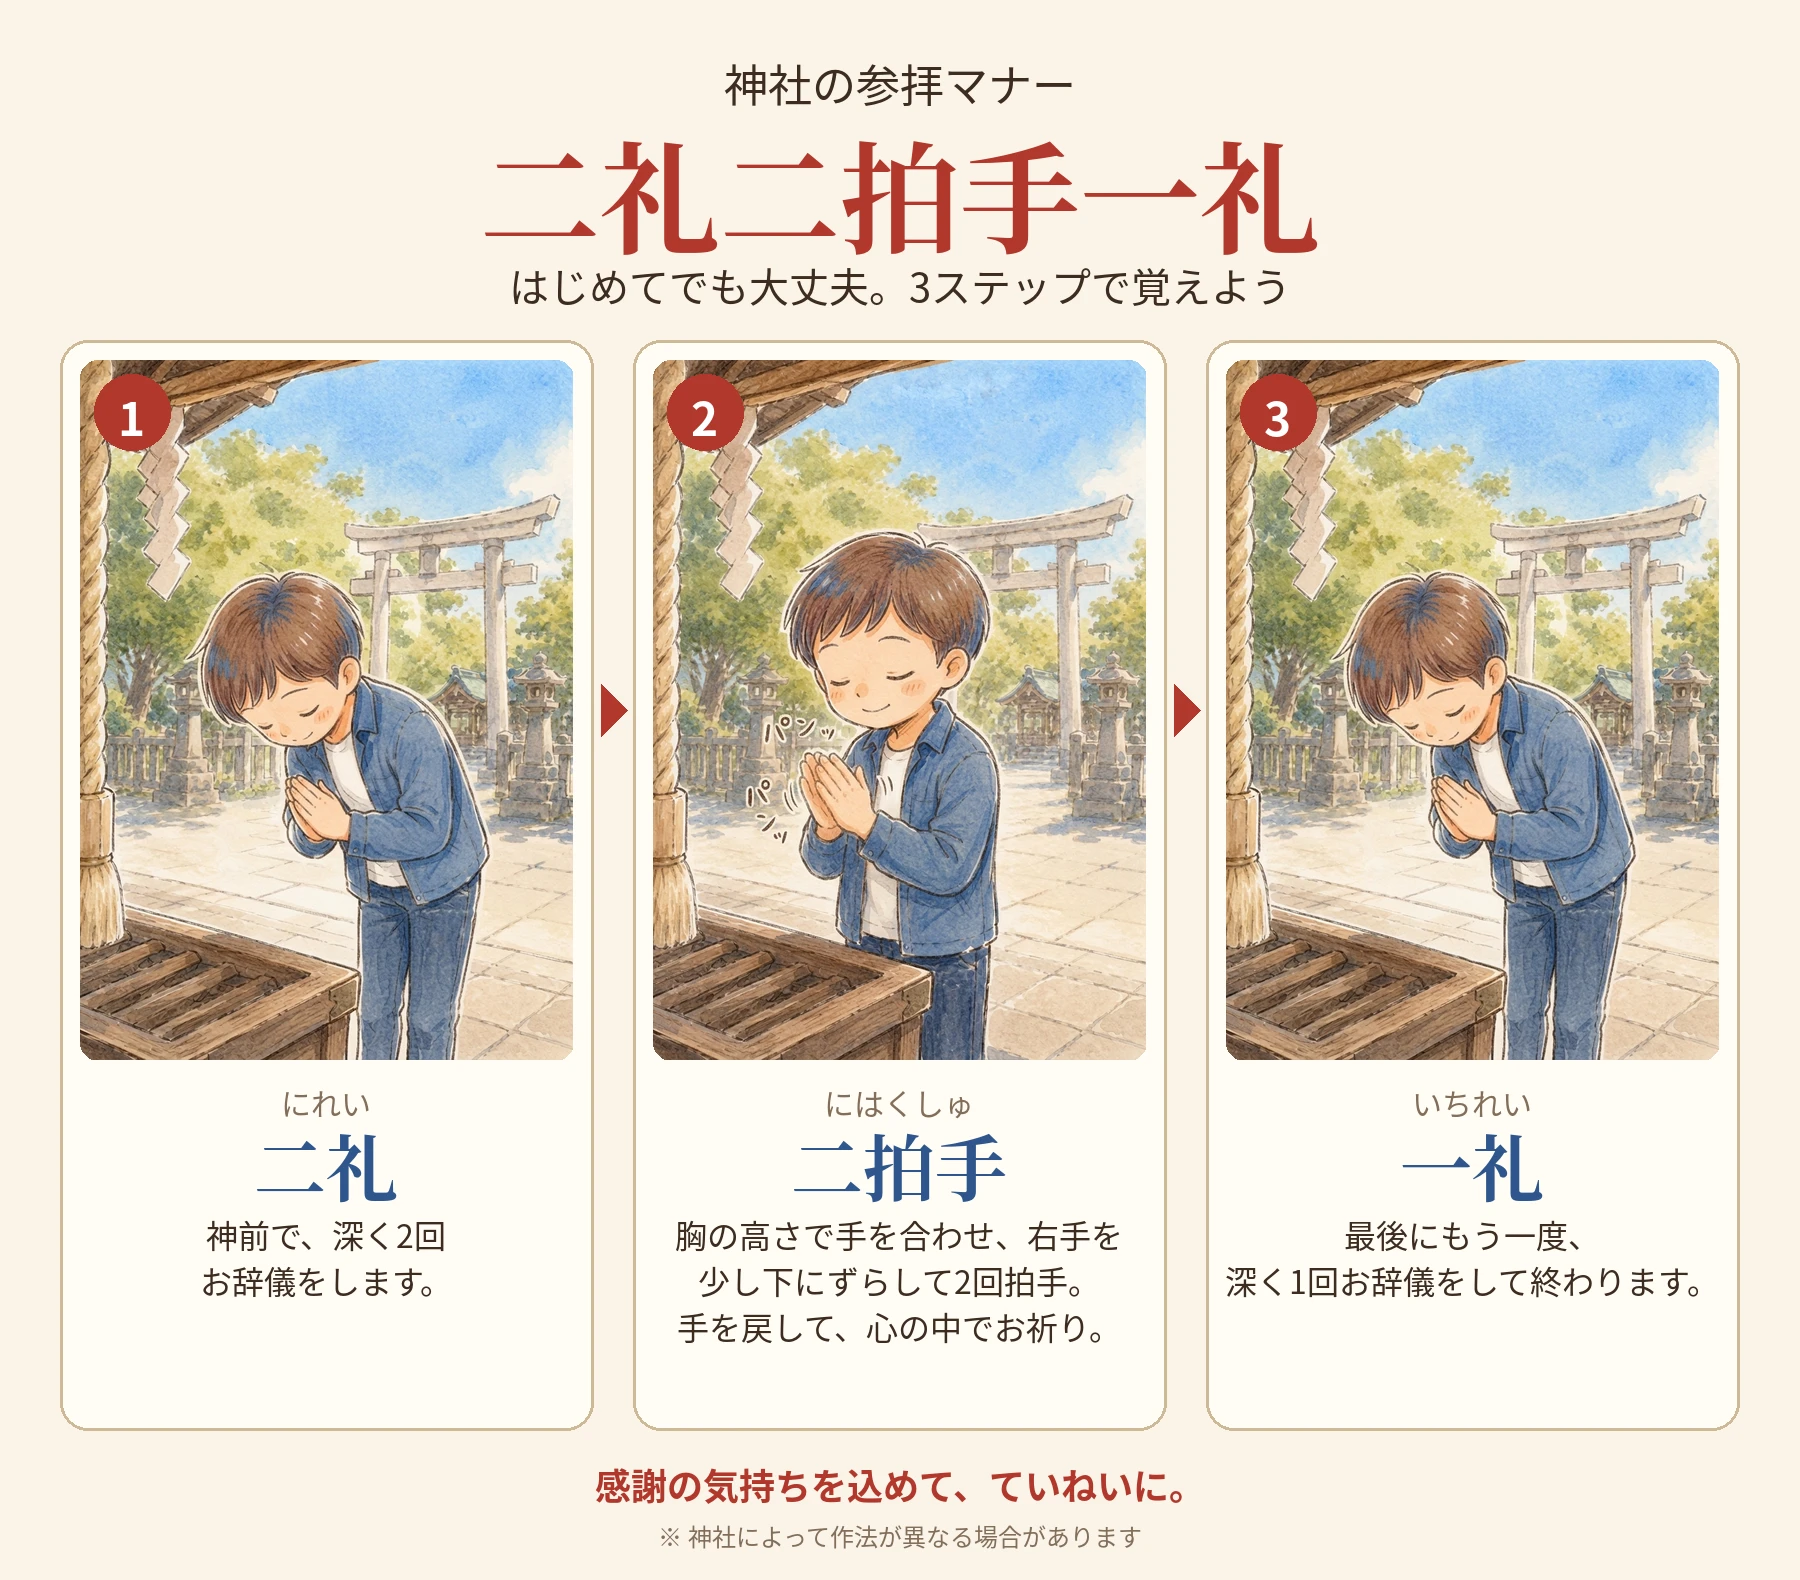 神社の参拝マナー
二礼二拍手一礼
はじめてでも大丈夫。3ステップで覚えよう
1
にれい
二礼
神前で、深く2回
お辞儀をします。
2
パンッ
パンッ
にはくしゅ
二拍手
胸の高さで手を合わせ、右手を
少し下にずらして2回拍手。
手を戻して、心の中でお祈り。
3
いちれい
一礼
最後にもう一度、
深く1回お辞儀をして終わります。
感謝の気持ちを込めて、ていねいに。
※ 神社によって作法が異なる場合があります